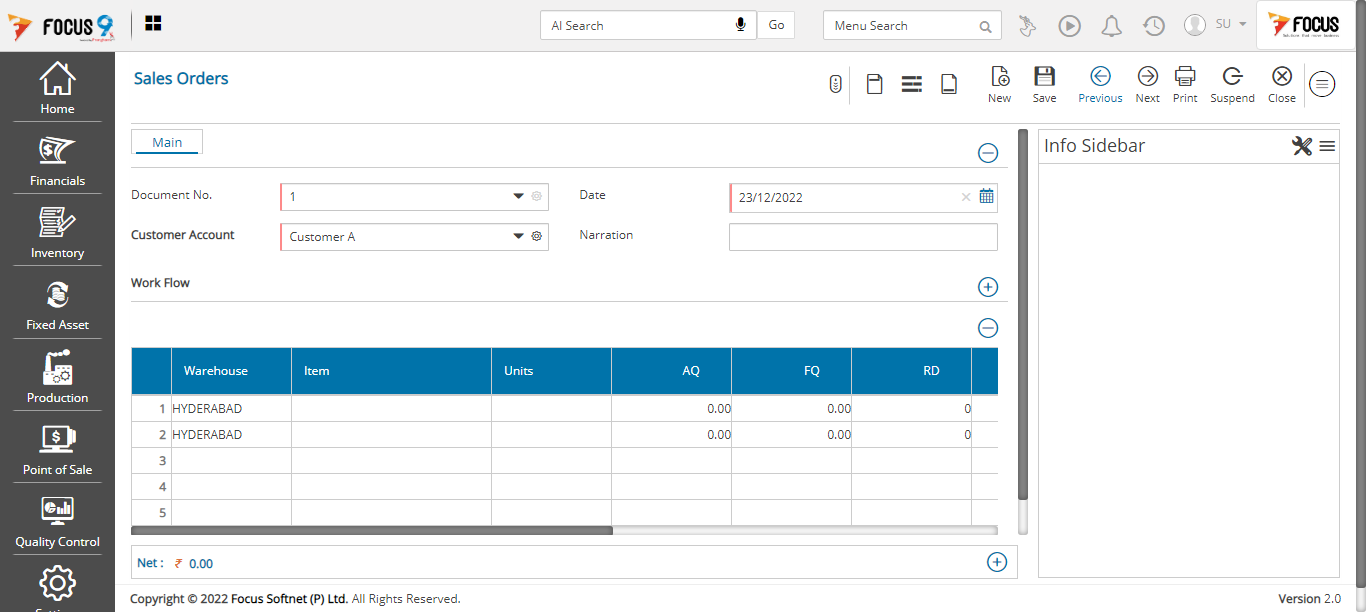 FOCUS 9
AI Search
Go
Menu Search
SU
FOCUS
Home
Financials
Inventory
Fixed Asset
Production
Point of Sale
Quality Control
Sales Orders
New Save Previous Next Print Suspend Close
Main
Document No. 1 Date 23/12/2022
Customer Account Customer A Narration
Work Flow
Warehouse Item Units AQ FQ RD
1 HYDERABAD 0.00 0.00 0
2 HYDERABAD 0.00 0.00 0
3
4
5
Net : ₹ 0.00
Info Sidebar
Copyright © 2022 Focus Softnet (P) Ltd. All Rights Reserved.
Version 2.0